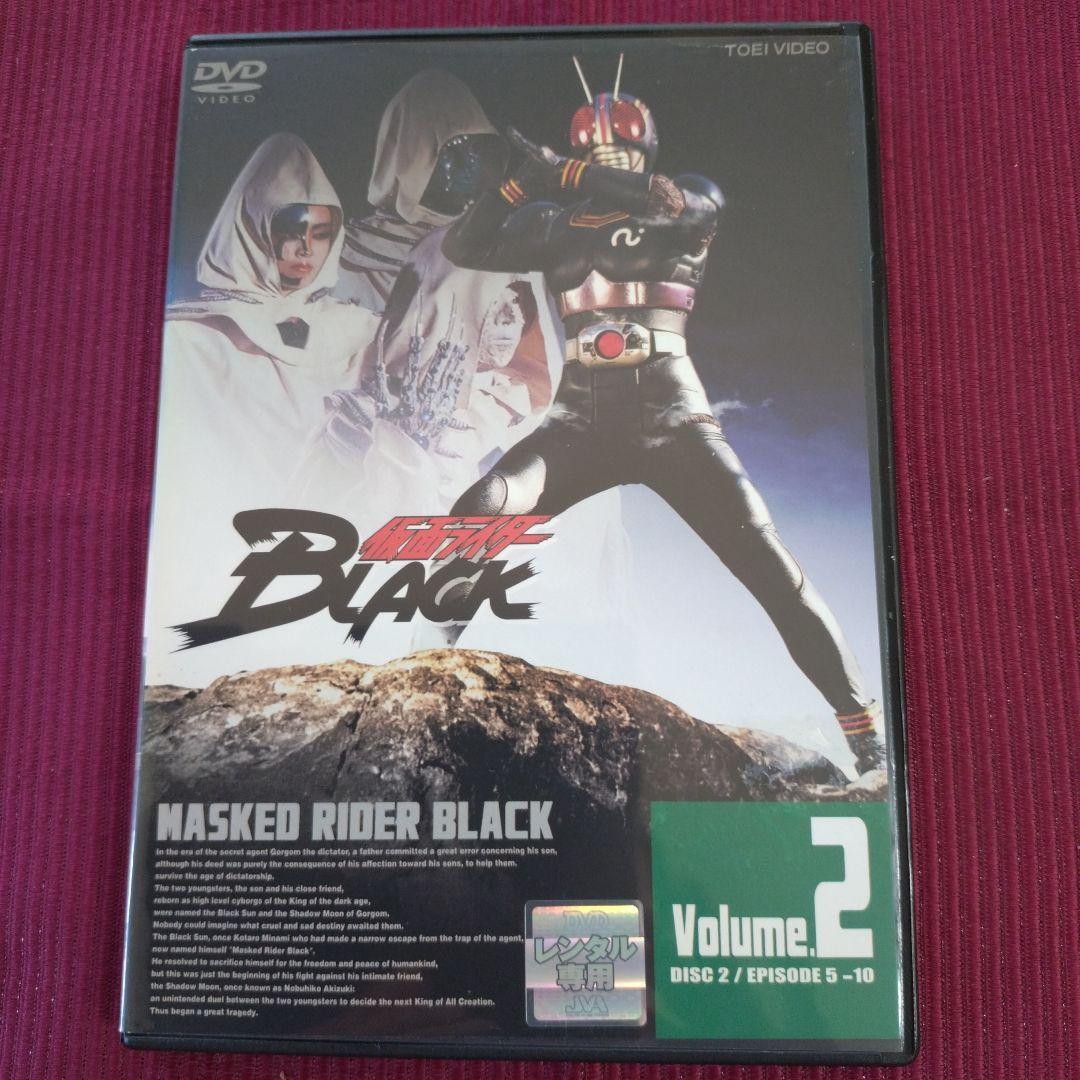 DVD
VIDEO
TOEI VIDEO
仮面ライダー
BLACK
MASKED RIDER BLACK
In the era of the secret agent Gorgom the dictator, a father committed a great error concerning his son,
although his deed was purely the consequence of his affection toward his sons, to help them.
survive the age of dictatorship.
The two youngsters, the son and his close friend,
reborn as high level cyborgs of the King of the dark age,
were named the Black Sun and the Shadow Moon of Gorgom.
Nobody could imagine what cruel and sad destiny awaited them.
The Black Sun, once Kotaro Minami who had made a narrow escape from the trap of the agent,
now named himself "Masked Rider Black".
He resolved to sacrifice himself for the freedom and peace of humankind,
but this was just the beginning of his fight against his intimate friend,
the Shadow Moon, once known as Nobuhiko Akizuki:
an unintended duel between the two youngsters to decide the next King of All Creation.
Thus began a great tragedy.
DVD
レンタル
専用
JVA
Volume.2
DISC 2 / EPISODE 5 -10